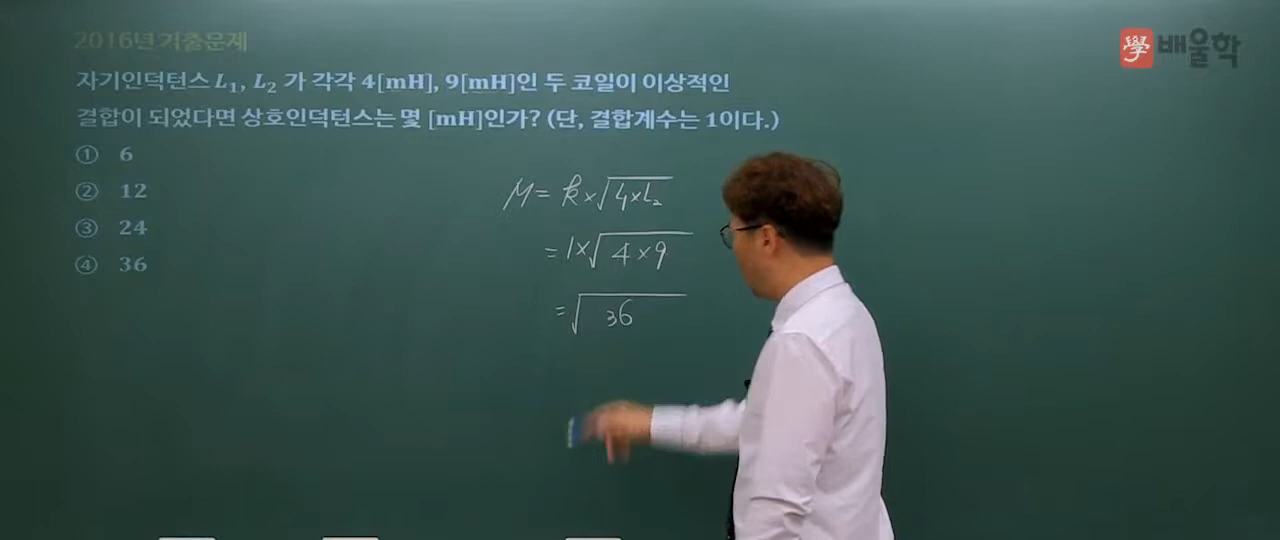 2016년 기출문제
學 배울학
자기인덕턴스 L₁, L₂ 가 각각 4[mH], 9[mH]인 두 코일이 이상적인
결합이 되었다면 상호인덕턴스는 몇 [mH]인가? (단, 결합계수는 1이다.)
① 6
② 12
③ 24
④ 36
M = k×√L₁×L₂
= 1×√4×9
= √36